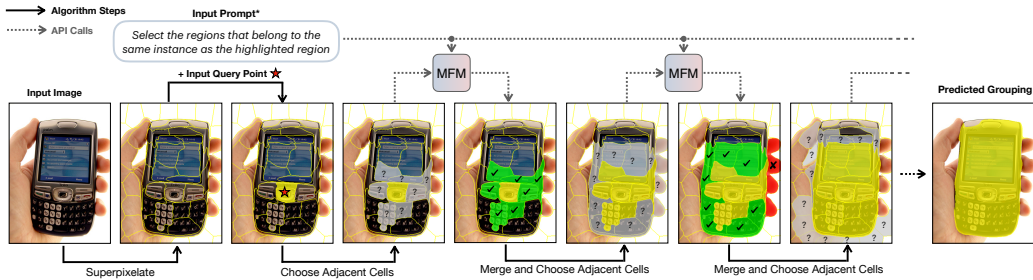 Algorithm Steps
API Calls
Input Prompt*
Select the regions that belong to the
same instance as the highlighted region
+ Input Query Point
MFM
MFM
Input Image
Predicted Grouping
Superpixelate
Choose Adjacent Cells
Merge and Choose Adjacent Cells
Merge and Choose Adjacent Cells